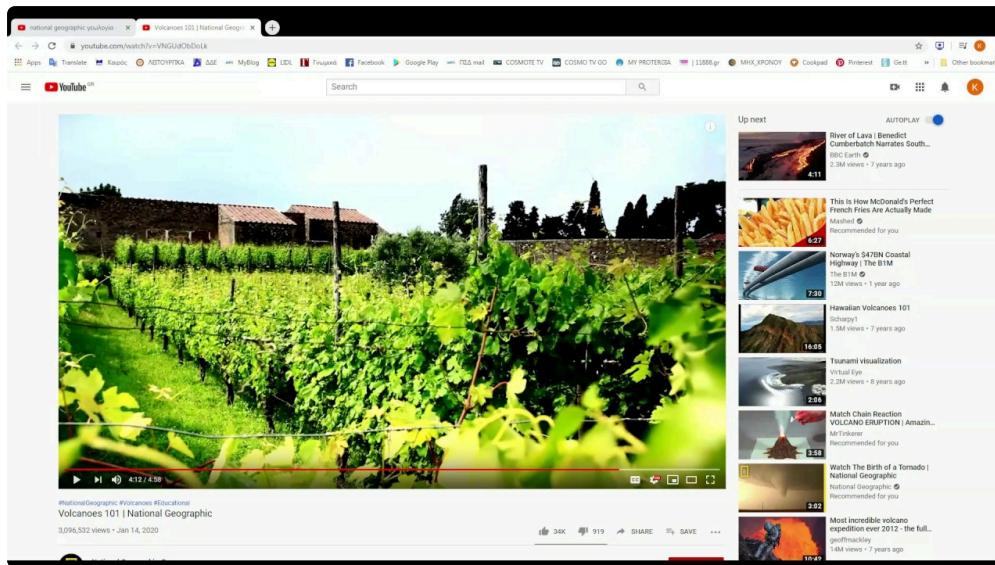 national geographic γεωλογία
Volcanoes 101 | National Geogra
youtube.com/watch?v=VNGUdObDoLk
Apps Translate Καιρός ΛΕΙΤΟΥΡΓΙΚΑ ΔΔΕ MyBlog LIDL Γνωμικά Facebook Google Play ΠΣΔ mail COSMOTE TV COSMO TV GO MY PROTERGIA | 11888.gr ΜΗΧ_ΧΡΟΝΟΥ Cookpad Pinterest Ge.tt » Other bookmar
YouTube GR
Search
K
Up next
AUTOPLAY
River of Lava | Benedict
Cumberbatch Narrates South...
BBC Earth
2.3M views • 7 years ago
4:11
This Is How McDonald's Perfect
French Fries Are Actually Made
Mashed
Recommended for you
6:27
Norway's $47BN Coastal
Highway | The B1M
The B1M
12M views • 1 year ago
7:30
Hawaiian Volcanoes 101
Scharpy1
1.5M views • 7 years ago
16:05
Tsunami visualization
Virtual Eye
2.2M views • 8 years ago
2:06
Match Chain Reaction
VOLCANO ERUPTION | Amazin...
MrTinkerer
Recommended for you
3:58
Watch The Birth of a Tornado |
National Geographic
National Geographic
Recommended for you
3:02
Most incredible volcano
expedition ever 2012 - the full...
geoffmackley
14M views • 7 years ago
10:42
4:12 / 4:58
#NationalGeographic #Volcanoes #Educational
Volcanoes 101 | National Geographic
3,096,532 views • Jan 14, 2020
34K 919 SHARE SAVE